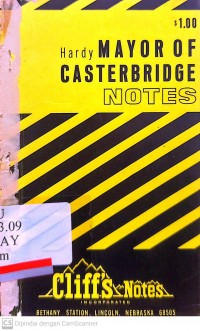 $1.00
Hardy MAYOR OF
CASTERBRIDGE
NOTES
3.09
AY
m
Cliff's Notes
INCORPORATED
BETHANY STATION, LINCOLN, NEBRASKA 68505
CS Dipindai dengan CamScanner